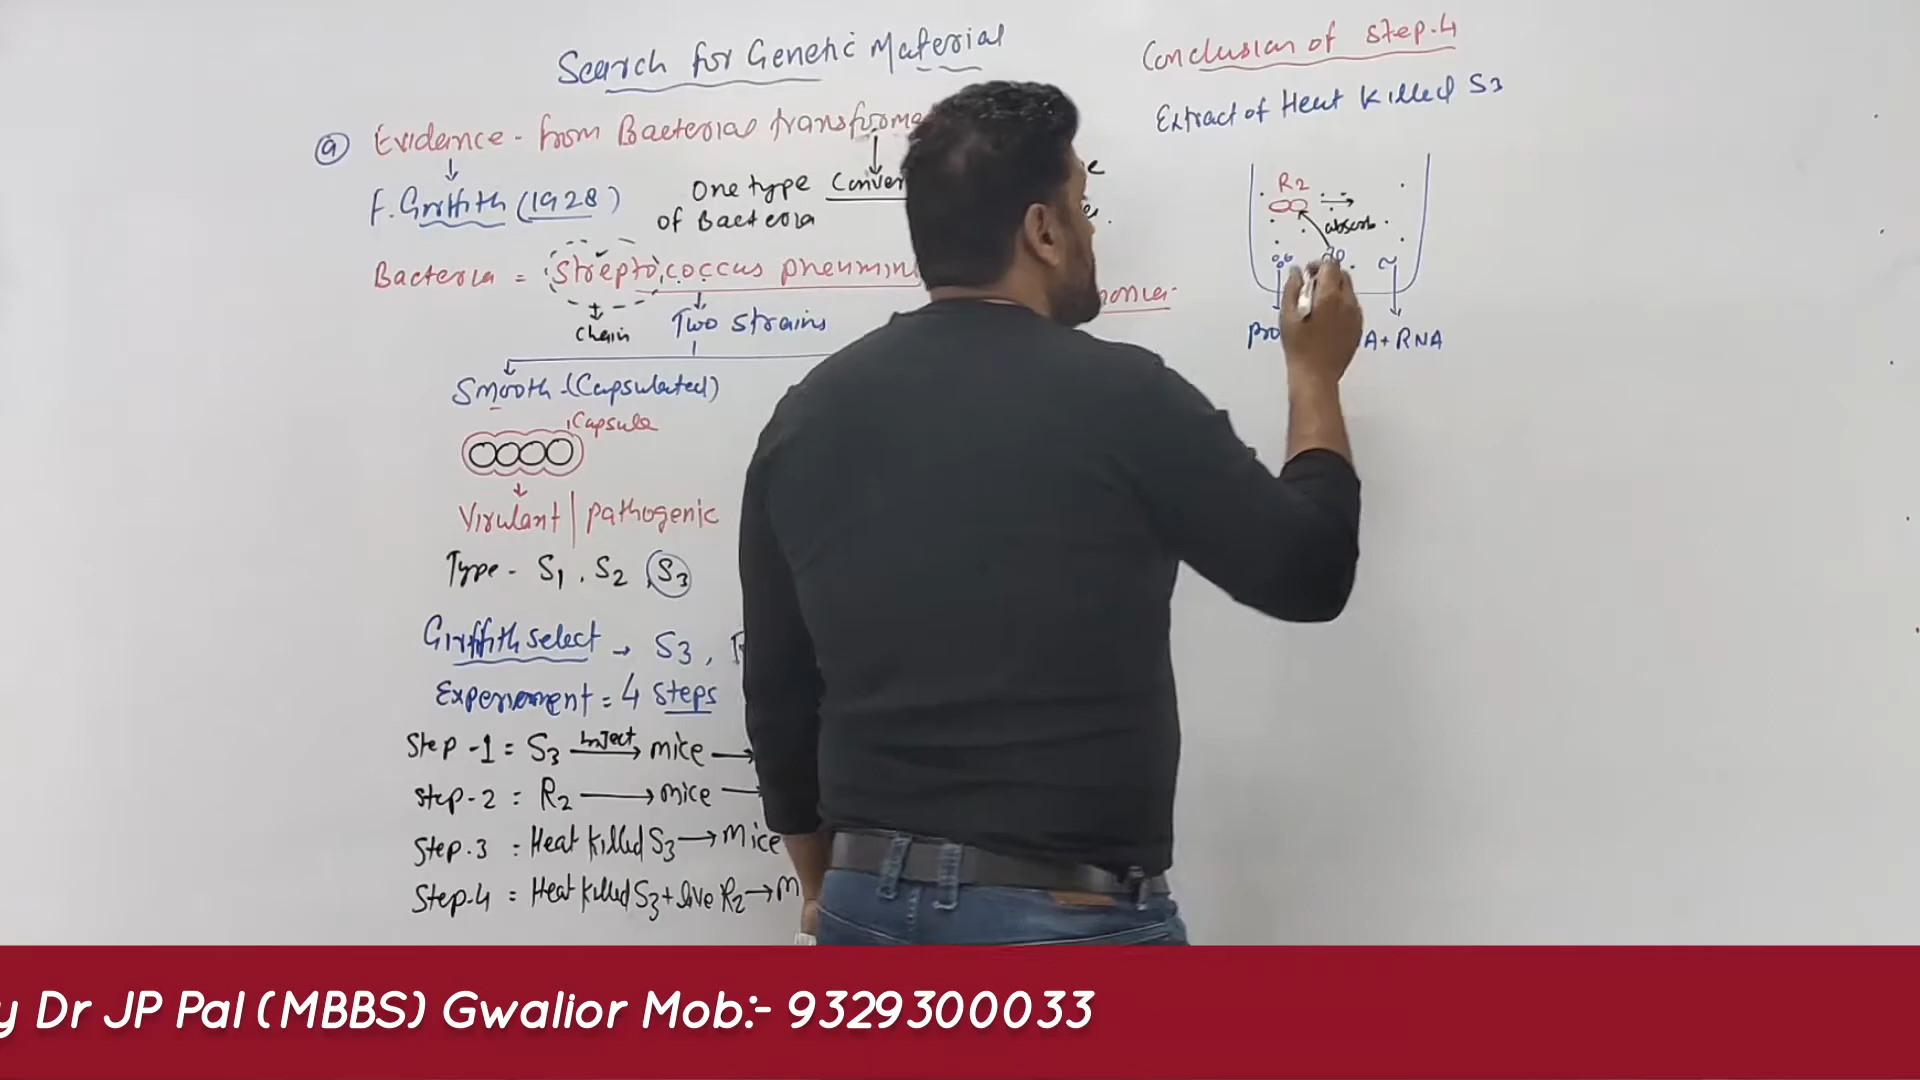 Search for Genetic Material
a Evidence - from Bacterial transforma
F. Griffith (1928)
One type Conver
of Bacteria
Bacteria = Streptococcus pneumin
chain
Two Strains
Smooth - (Capsulated)
Capsule
Virulant | pathogenic
Type - S1, S2, S3
Griffith select → S3,
Experiement = 4 Steps
Step -1 = S3 inject → mice →
Step - 2 = R2 → mice →
Step . 3 = Heat killed S3 → Mice
Step . 4 = Heat killed S3 + live R2 → M
Conclusion of Step . 4
Extract of Heat killed S3
R2
absorb
pro
A + RNA
y Dr JP Pal (MBBS) Gwalior Mob:- 9329300033